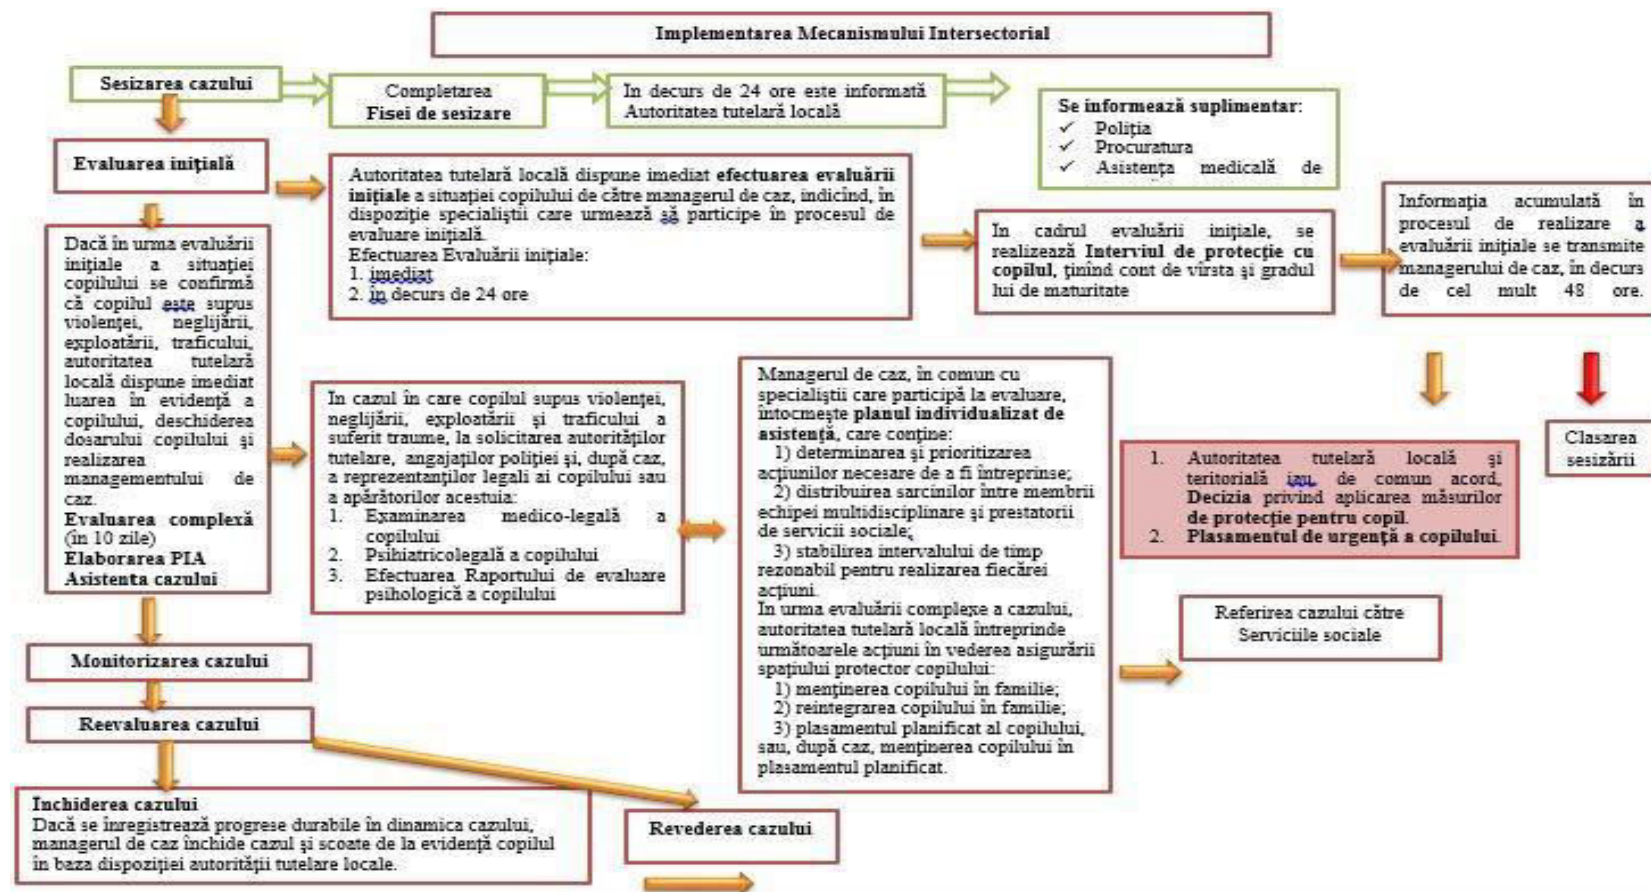 Implementarea Mecanismului Intersectorial
Sesizarea cazului
Completarea
Fisei de sesizare
In decurs de 24 ore este informată
Autoritatea tutelară locală
Se informează suplimentar:
✓ Poliția
✓ Procuratura
✓ Asistența medicală de
Evaluarea inițială
Autoritatea tutelară locală dispune imediat efectuarea evaluării
inițiale a situației copilului de către managerul de caz, indicînd, în
dispoziție specialiștii care urmează să participe în procesul de
evaluare inițială.
Efectuarea Evaluării inițiale:
1. imediat
2. în decurs de 24 ore
In cadrul evaluării inițiale, se
realizează Interviul de protecție cu
copilul, ținînd cont de vîrsta și gradul
lui de maturitate
Informația acumulată în
procesul de realizare a
evaluării inițiale se transmite
managerului de caz, în decurs
de cel mult 48 ore.
Dacă în urma evaluării
inițiale a situației
copilului se confirmă
că copilul este supus
violenței, neglijării,
exploatării, traficului,
autoritatea tutelară
locală dispune imediat
luarea în evidență a
copilului, deschiderea
dosarului copilului și
realizarea
managementului de
caz.
Evaluarea complexă
(în 10 zile)
Elaborarea PIA
Asistenta cazului
In cazul în care copilul supus violenței,
neglijării, exploatării și traficului a
suferit traume, la solicitarea autorităților
tutelare, angajaților poliției și, după caz,
a reprezentanților legali ai copilului sau
a apărătorilor acestuia:
1. Examinarea medico-legală a
copilului
2. Psihiatricolegală a copilului
3. Efectuarea Raportului de evaluare
psihologică a copilului
Managerul de caz, în comun cu
specialiștii care participă la evaluare,
întocmește planul individualizat de
asistență, care conține:
1) determinarea și prioritizarea
acțiunilor necesare de a fi întreprinse;
2) distribuirea sarcinilor între membrii
echipei multidisciplinare și prestatorii
de servicii sociale;
3) stabilirea intervalului de timp
rezonabil pentru realizarea fiecărei
acțiuni.
In urma evaluării complexe a cazului,
autoritatea tutelară locală întreprinde
următoarele acțiuni în vederea asigurării
spațiului protector copilului:
1) menținerea copilului în familie;
2) reintegrarea copilului în familie;
3) plasamentul planificat al copilului,
sau, după caz, menținerea copilului în
plasamentul planificat.
1. Autoritatea tutelară locală și
teritorială iau, de comun acord,
Decizia privind aplicarea măsurilor
de protecție pentru copil.
2. Plasamentul de urgență a copilului.
Clasarea
sesizării
Referirea cazului către
Serviciile sociale
Monitorizarea cazului
Reevaluarea cazului
Inchiderea cazului
Dacă se înregistrează progrese durabile în dinamica cazului,
managerul de caz închide cazul și scoate de la evidență copilul
în baza dispoziției autorității tutelare locale.
Revederea cazului